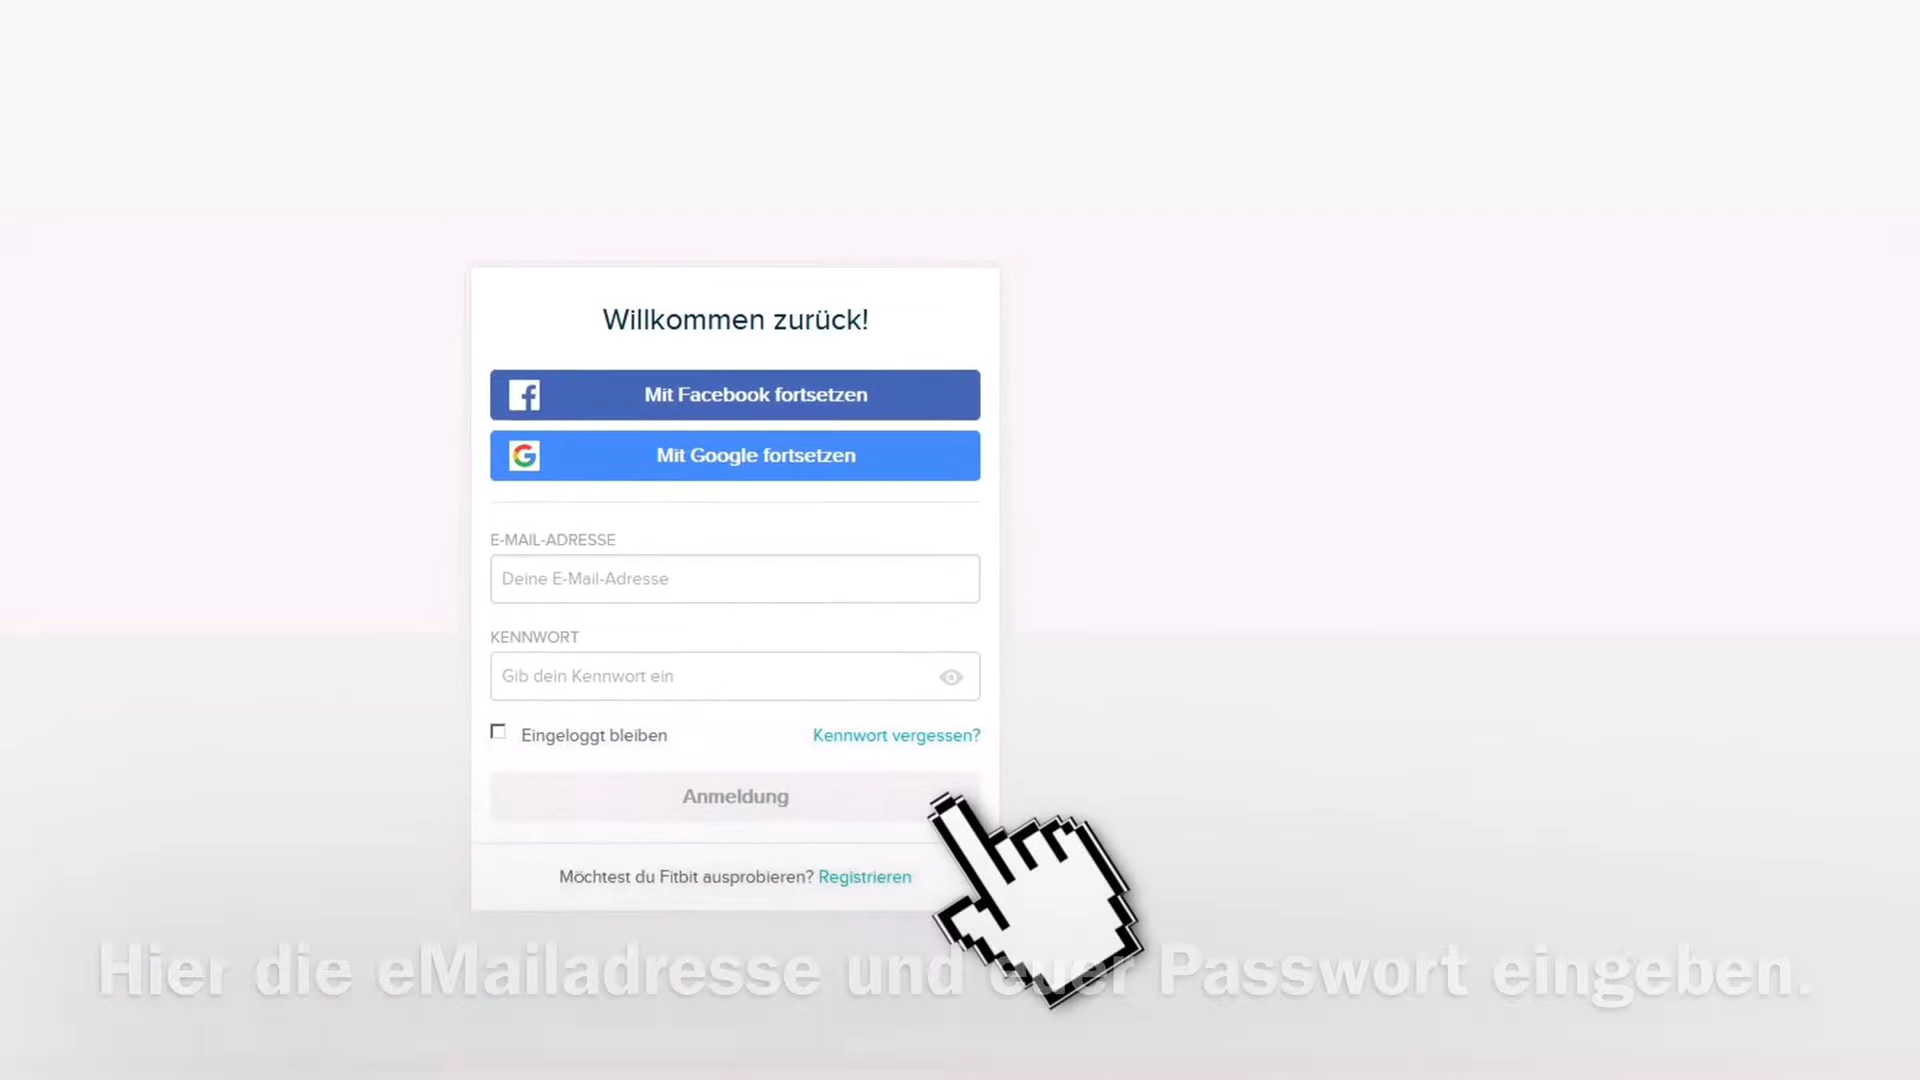 Willkommen zurück!
Mit Facebook fortsetzen
Mit Google fortsetzen
E-MAIL-ADRESSE
Deine E-Mail-Adresse
KENNWORT
Gib dein Kennwort ein
Eingeloggt bleiben Kennwort vergessen?
Anmeldung
Möchtest du Fitbit ausprobieren? Registrieren
Hier die eMailadresse und euer Passwort eingeben.